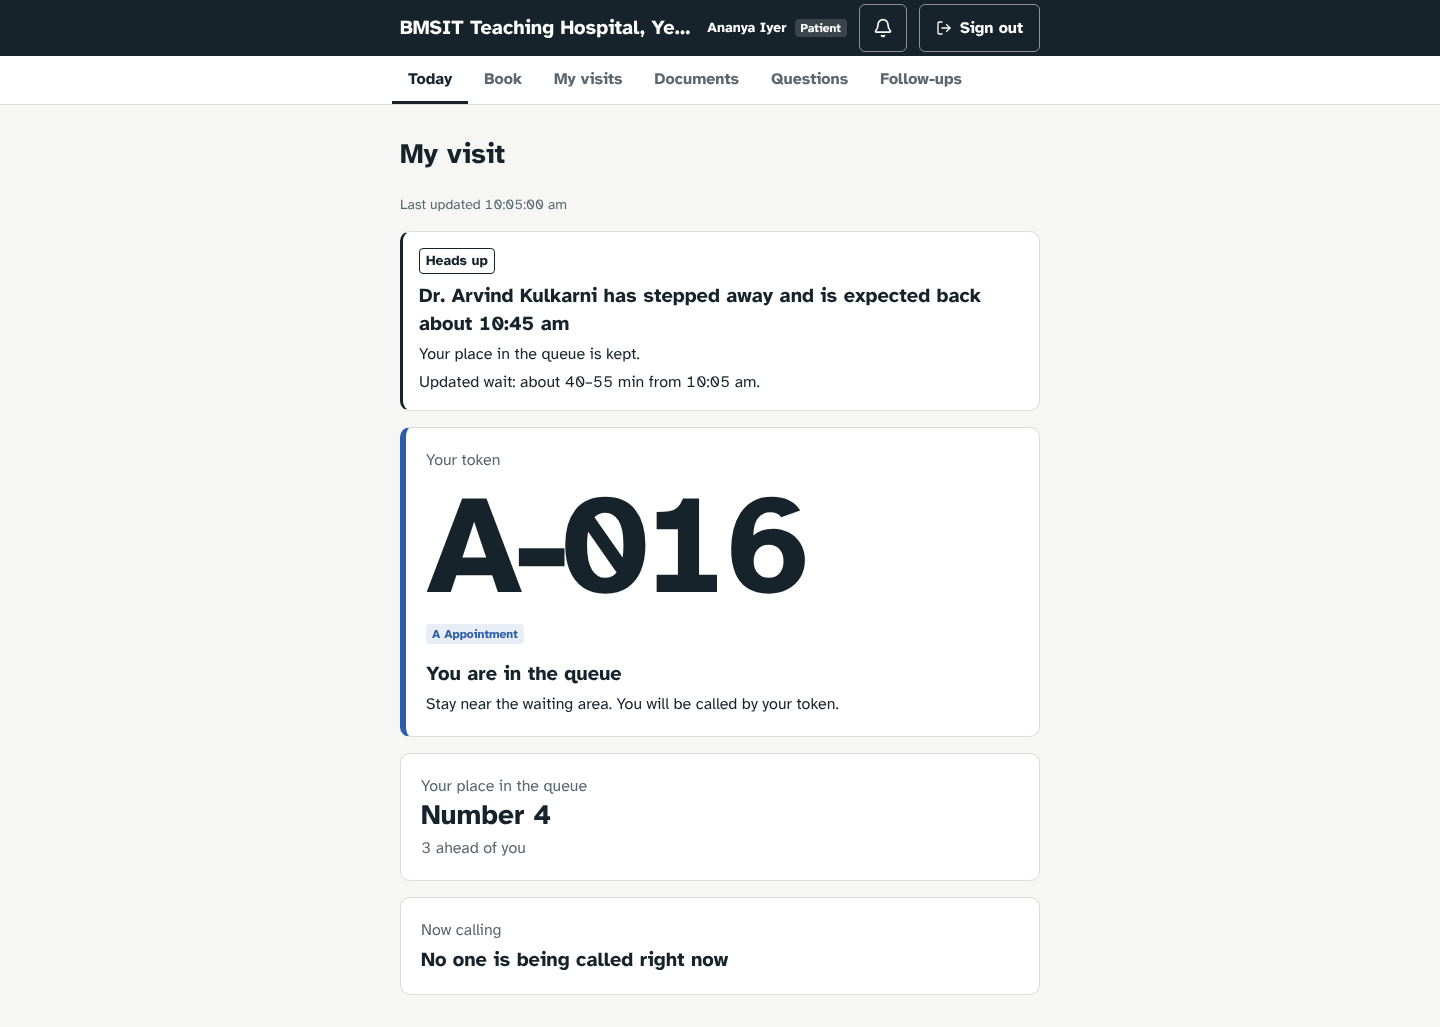 BMSIT Teaching Hospital, Ye...
Ananya Iyer
Patient
Sign out
Today
Book
My visits
Documents
Questions
Follow-ups
My visit
Last updated 10:05:00 am
Heads up
Dr. Arvind Kulkarni has stepped away and is expected back
about 10:45 am
Your place in the queue is kept.
Updated wait: about 40–55 min from 10:05 am.
Your token
A-016
A Appointment
You are in the queue
Stay near the waiting area. You will be called by your token.
Your place in the queue
Number 4
3 ahead of you
Now calling
No one is being called right now